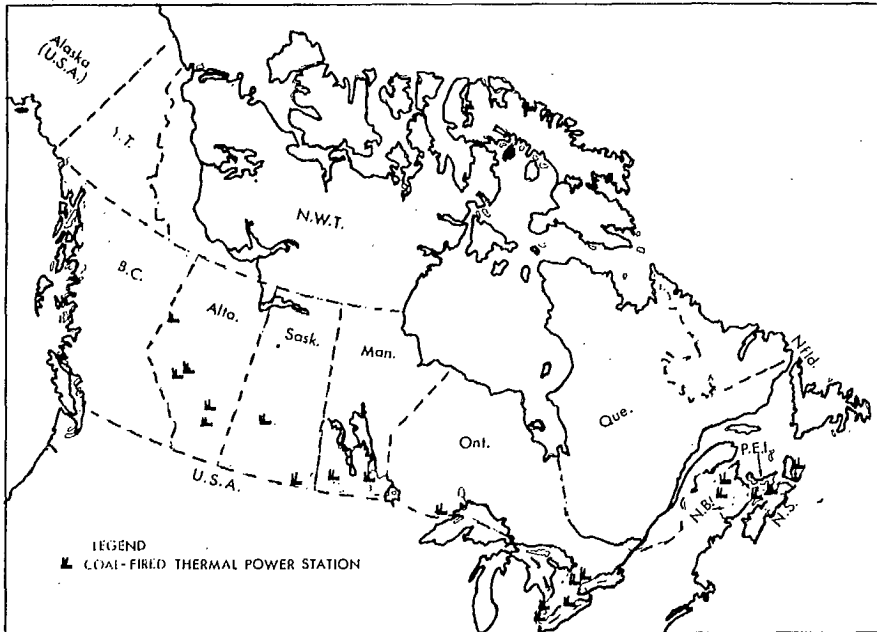 Alaska
(U.S.A.)
Y.T.
N.W.T.
B.C.
Alta.
Sask.
Man.
Ont.
Que.
Nfld.
P.E.I.
N.B.
N.S.
U.S.A.
LEGEND
COAL-FIRED THERMAL POWER STATION